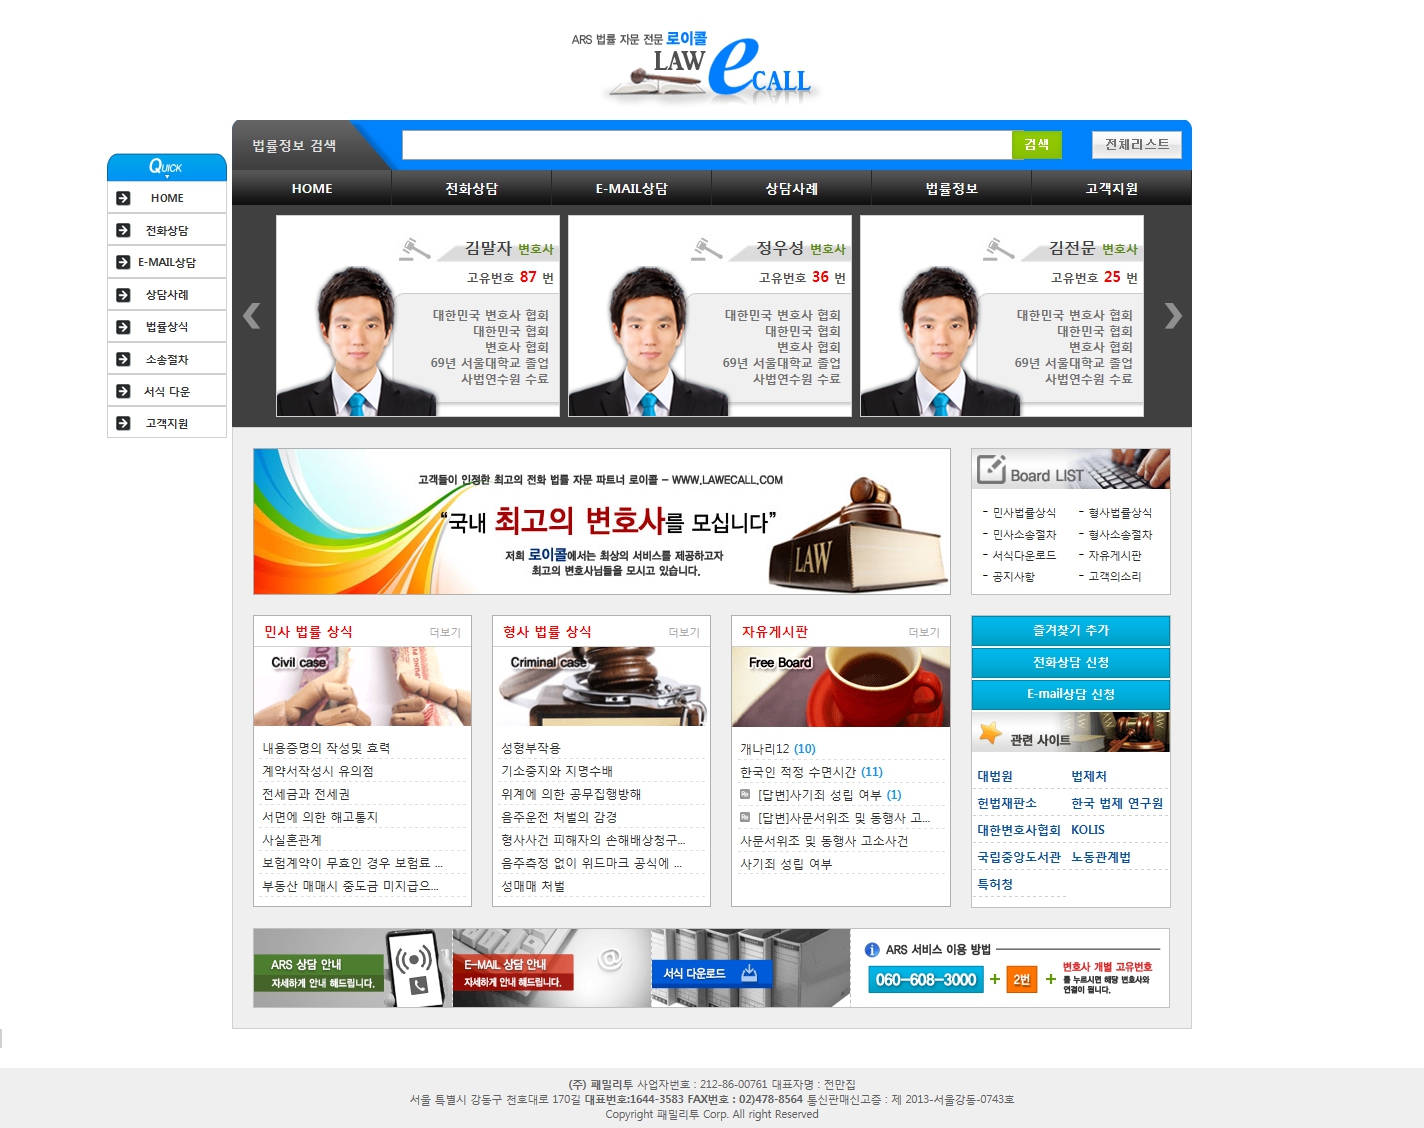 ARS 법률 자문 전문 로이콜
LAW e CALL
법률정보 검색
검색
전체리스트
HOME
전화상담
E-MAIL상담
상담사례
법률정보
고객지원
QUICK
HOME
전화상담
E-MAIL상담
상담사례
법률상식
소송절차
서식 다운
고객지원
김말자 변호사
고유번호 87 번
대한민국 변호사 협회
대한민국 협회
변호사 협회
69년 서울대학교 졸업
사법연수원 수료
정우성 변호사
고유번호 36 번
대한민국 변호사 협회
대한민국 협회
변호사 협회
69년 서울대학교 졸업
사법연수원 수료
김전문 변호사
고유번호 25 번
대한민국 변호사 협회
대한민국 협회
변호사 협회
69년 서울대학교 졸업
사법연수원 수료
고객들이 인정한 최고의 전화 법률 자문 파트너 로이콜 - WWW.LAWECALL.COM
“국내 최고의 변호사를 모십니다”
저희 로이콜에서는 최상의 서비스를 제공하고자
최고의 변호사님들을 모시고 있습니다.
LAW
Board LIST
- 민사법률상식
- 형사법률상식
- 민사소송절차
- 형사소송절차
- 서식다운로드
- 자유게시판
- 공지사항
- 고객의소리
민사 법률 상식
더보기
Civil case
내용증명의 작성및 효력
계약서작성시 유의점
전세금과 전세권
서면에 의한 해고통지
사실혼관계
보험계약이 무효인 경우 보험료 ...
부동산 매매시 중도금 미지급으...
형사 법률 상식
더보기
Criminal case
성형부작용
기소중지와 지명수배
위계에 의한 공무집행방해
음주운전 처벌의 감경
형사사건 피해자의 손해배상청구...
음주측정 없이 위드마크 공식에 ...
성매매 처벌
자유게시판
더보기
Free Board
개나리12 (10)
한국인 적정 수면시간 (11)
Re [답변]사기죄 성립 여부 (1)
Re [답변]사문서위조 및 동행사 고...
사문서위조 및 동행사 고소사건
사기죄 성립 여부
즐겨찾기 추가
전화상담 신청
E-mail상담 신청
관련 사이트
대법원
법제처
헌법재판소
한국 법제 연구원
대한변호사협회
KOLIS
국립중앙도서관
노동관계법
특허청
ARS 상담 안내
자세하게 안내 해드립니다.
E-MAIL 상담 안내
자세하게 안내 해드립니다.
@
서식 다운로드
ARS 서비스 이용 방법
060-608-3000 + 2번 +
변호사 개별 고유번호
를 누르시면 해당 변호사와
연결이 됩니다.
(주) 패밀리투 사업자번호 : 212-86-00761 대표자명 : 전만집
서울 특별시 강동구 천호대로 170길 대표번호:1644-3583 FAX번호 : 02)478-8564 통신판매신고증 : 제 2013-서울강동-0743호
Copyright 패밀리투 Corp. All right Reserved